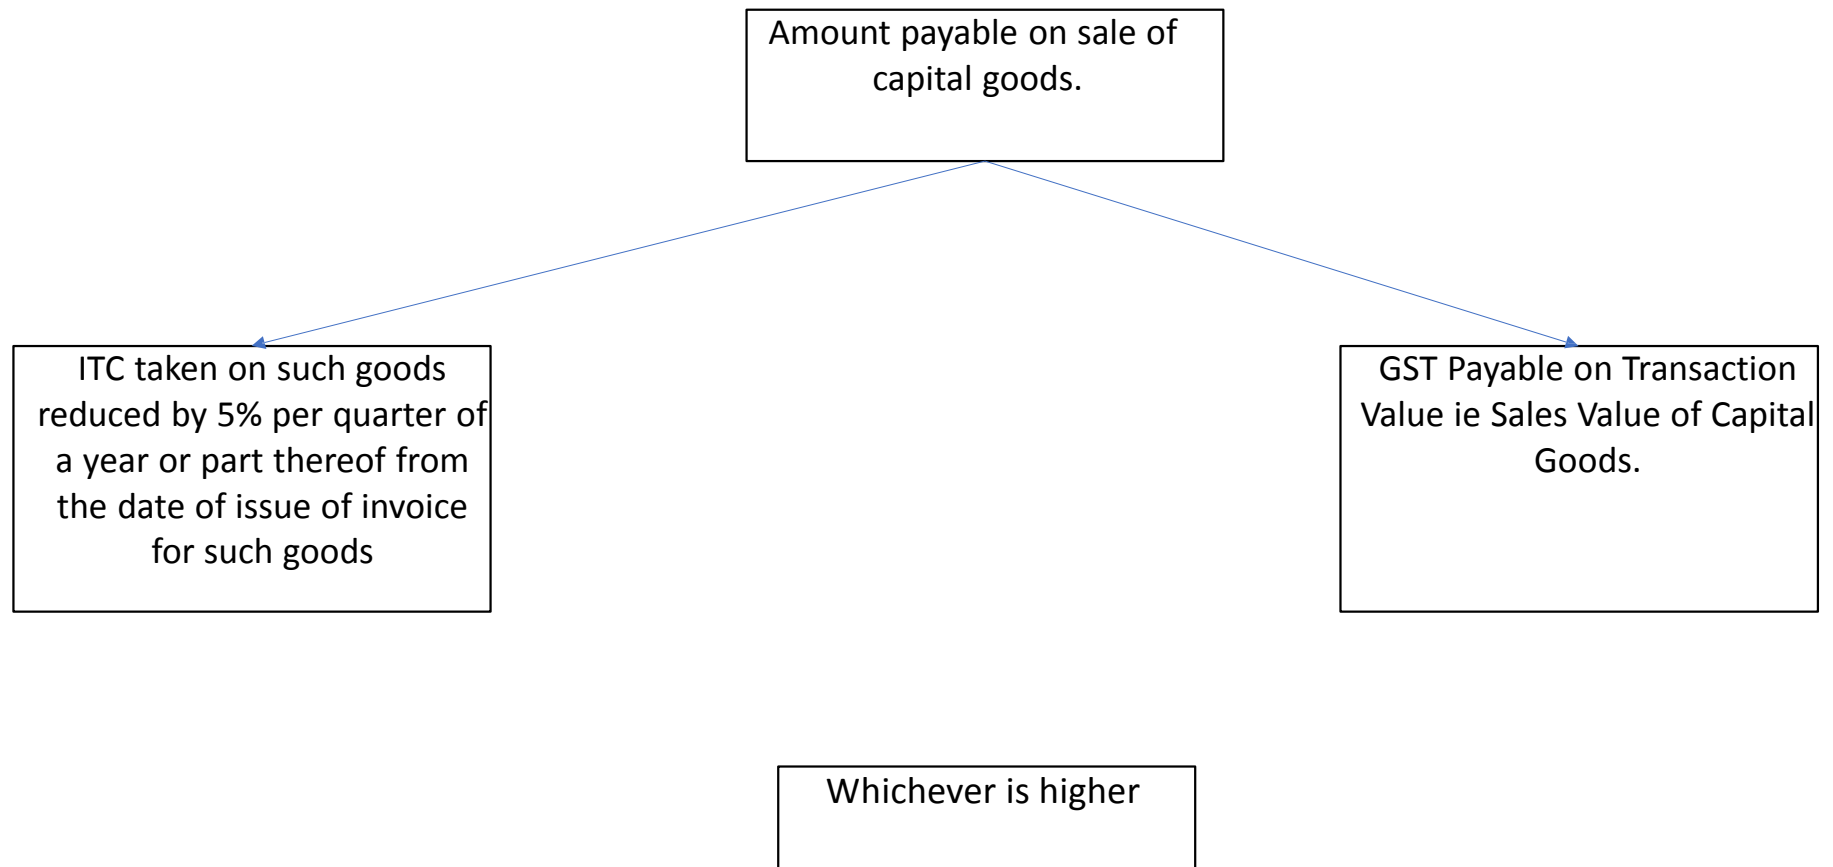 Amount payable on sale of
capital goods.
ITC taken on such goods
reduced by 5% per quarter of
a year or part thereof from
the date of issue of invoice
for such goods
GST Payable on Transaction
Value ie Sales Value of Capital
Goods.
Whichever is higher